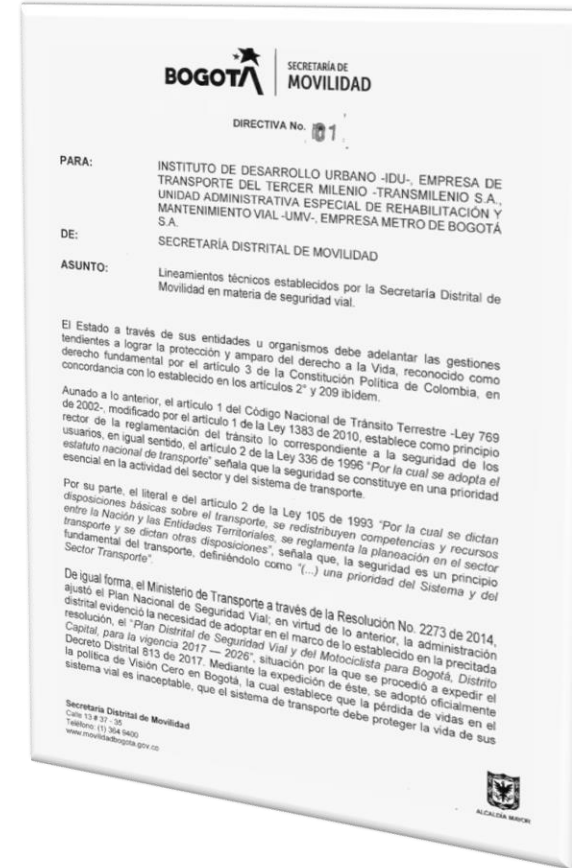 BOGOTÁ
SECRETARÍA DE
MOVILIDAD
DIRECTIVA No. 01
PARA:
INSTITUTO DE DESARROLLO URBANO -IDU-, EMPRESA DE
TRANSPORTE DEL TERCER MILENIO -TRANSMILENIO S.A.,
UNIDAD ADMINISTRATIVA ESPECIAL DE REHABILITACIÓN Y
MANTENIMIENTO VIAL -UMV-, EMPRESA METRO DE BOGOTÁ
S.A.
DE:
SECRETARÍA DISTRITAL DE MOVILIDAD
ASUNTO:
Lineamientos técnicos establecidos por la Secretaría Distrital de
Movilidad en materia de seguridad vial.
El Estado a través de sus entidades u organismos debe adelantar las gestiones
tendientes a lograr la protección y amparo del derecho a la Vida, reconocido como
derecho fundamental por el artículo 3 de la Constitución Política de Colombia, en
concordancia con lo establecido en los artículos 2° y 209 ibídem.
Aunado a lo anterior, el artículo 1 del Código Nacional de Tránsito Terrestre -Ley 769
de 2002-, modificado por el artículo 1 de la Ley 1383 de 2010, establece como principio
rector de la reglamentación del tránsito lo correspondiente a la seguridad de los
usuarios, en igual sentido, el artículo 2 de la Ley 336 de 1996 "Por la cual se adopta el
estatuto nacional de transporte" señala que la seguridad se constituye en una prioridad
esencial en la actividad del sector y del sistema de transporte.
Por su parte, el literal e del artículo 2 de la Ley 105 de 1993 "Por la cual se dictan
disposiciones básicas sobre el transporte, se redistribuyen competencias y recursos
entre la Nación y las Entidades Territoriales, se reglamenta la planeación en el sector
transporte y se dictan otras disposiciones", señala que, la seguridad es un principio
fundamental del transporte, definiéndolo como "(...) una prioridad del Sistema y del
Sector Transporte".
De igual forma, el Ministerio de Transporte a través de la Resolución No. 2273 de 2014,
ajustó el Plan Nacional de Seguridad Vial; en virtud de lo anterior, la administración
distrital evidenció la necesidad de adoptar en el marco de lo establecido en la precitada
resolución, el "Plan Distrital de Seguridad Vial y del Motociclista para Bogotá, Distrito
Capital, para la vigencia 2017 — 2026", situación por la que se procedió a expedir el
Decreto Distrital 813 de 2017. Mediante la expedición de éste, se adoptó oficialmente
la política de Visión Cero en Bogotá, la cual establece que la pérdida de vidas en el
sistema vial es inaceptable, que el sistema de transporte debe proteger la vida de sus
Secretaría Distrital de Movilidad
Calle 13 # 37 - 35
Teléfono: (1) 364 9400
www.movilidadbogota.gov.co
ALCALDÍA MAYOR